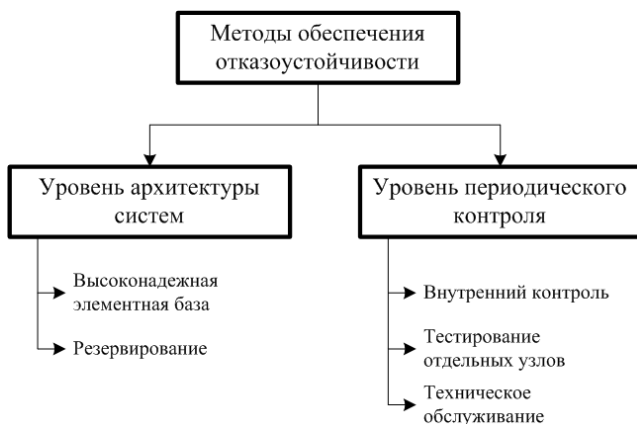 Методы обеспечения
отказоустойчивости
Уровень архитектуры
систем
Высоконадежная
элементная база
Резервирование
Уровень периодического
контроля
Внутренний контроль
Тестирование
отдельных узлов
Техническое
обслуживание